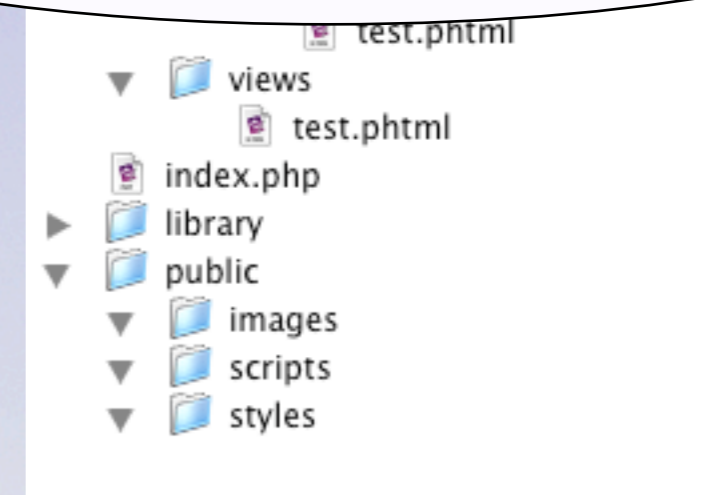 test.phtml
views
test.phtml
index.php
library
public
images
scripts
styles